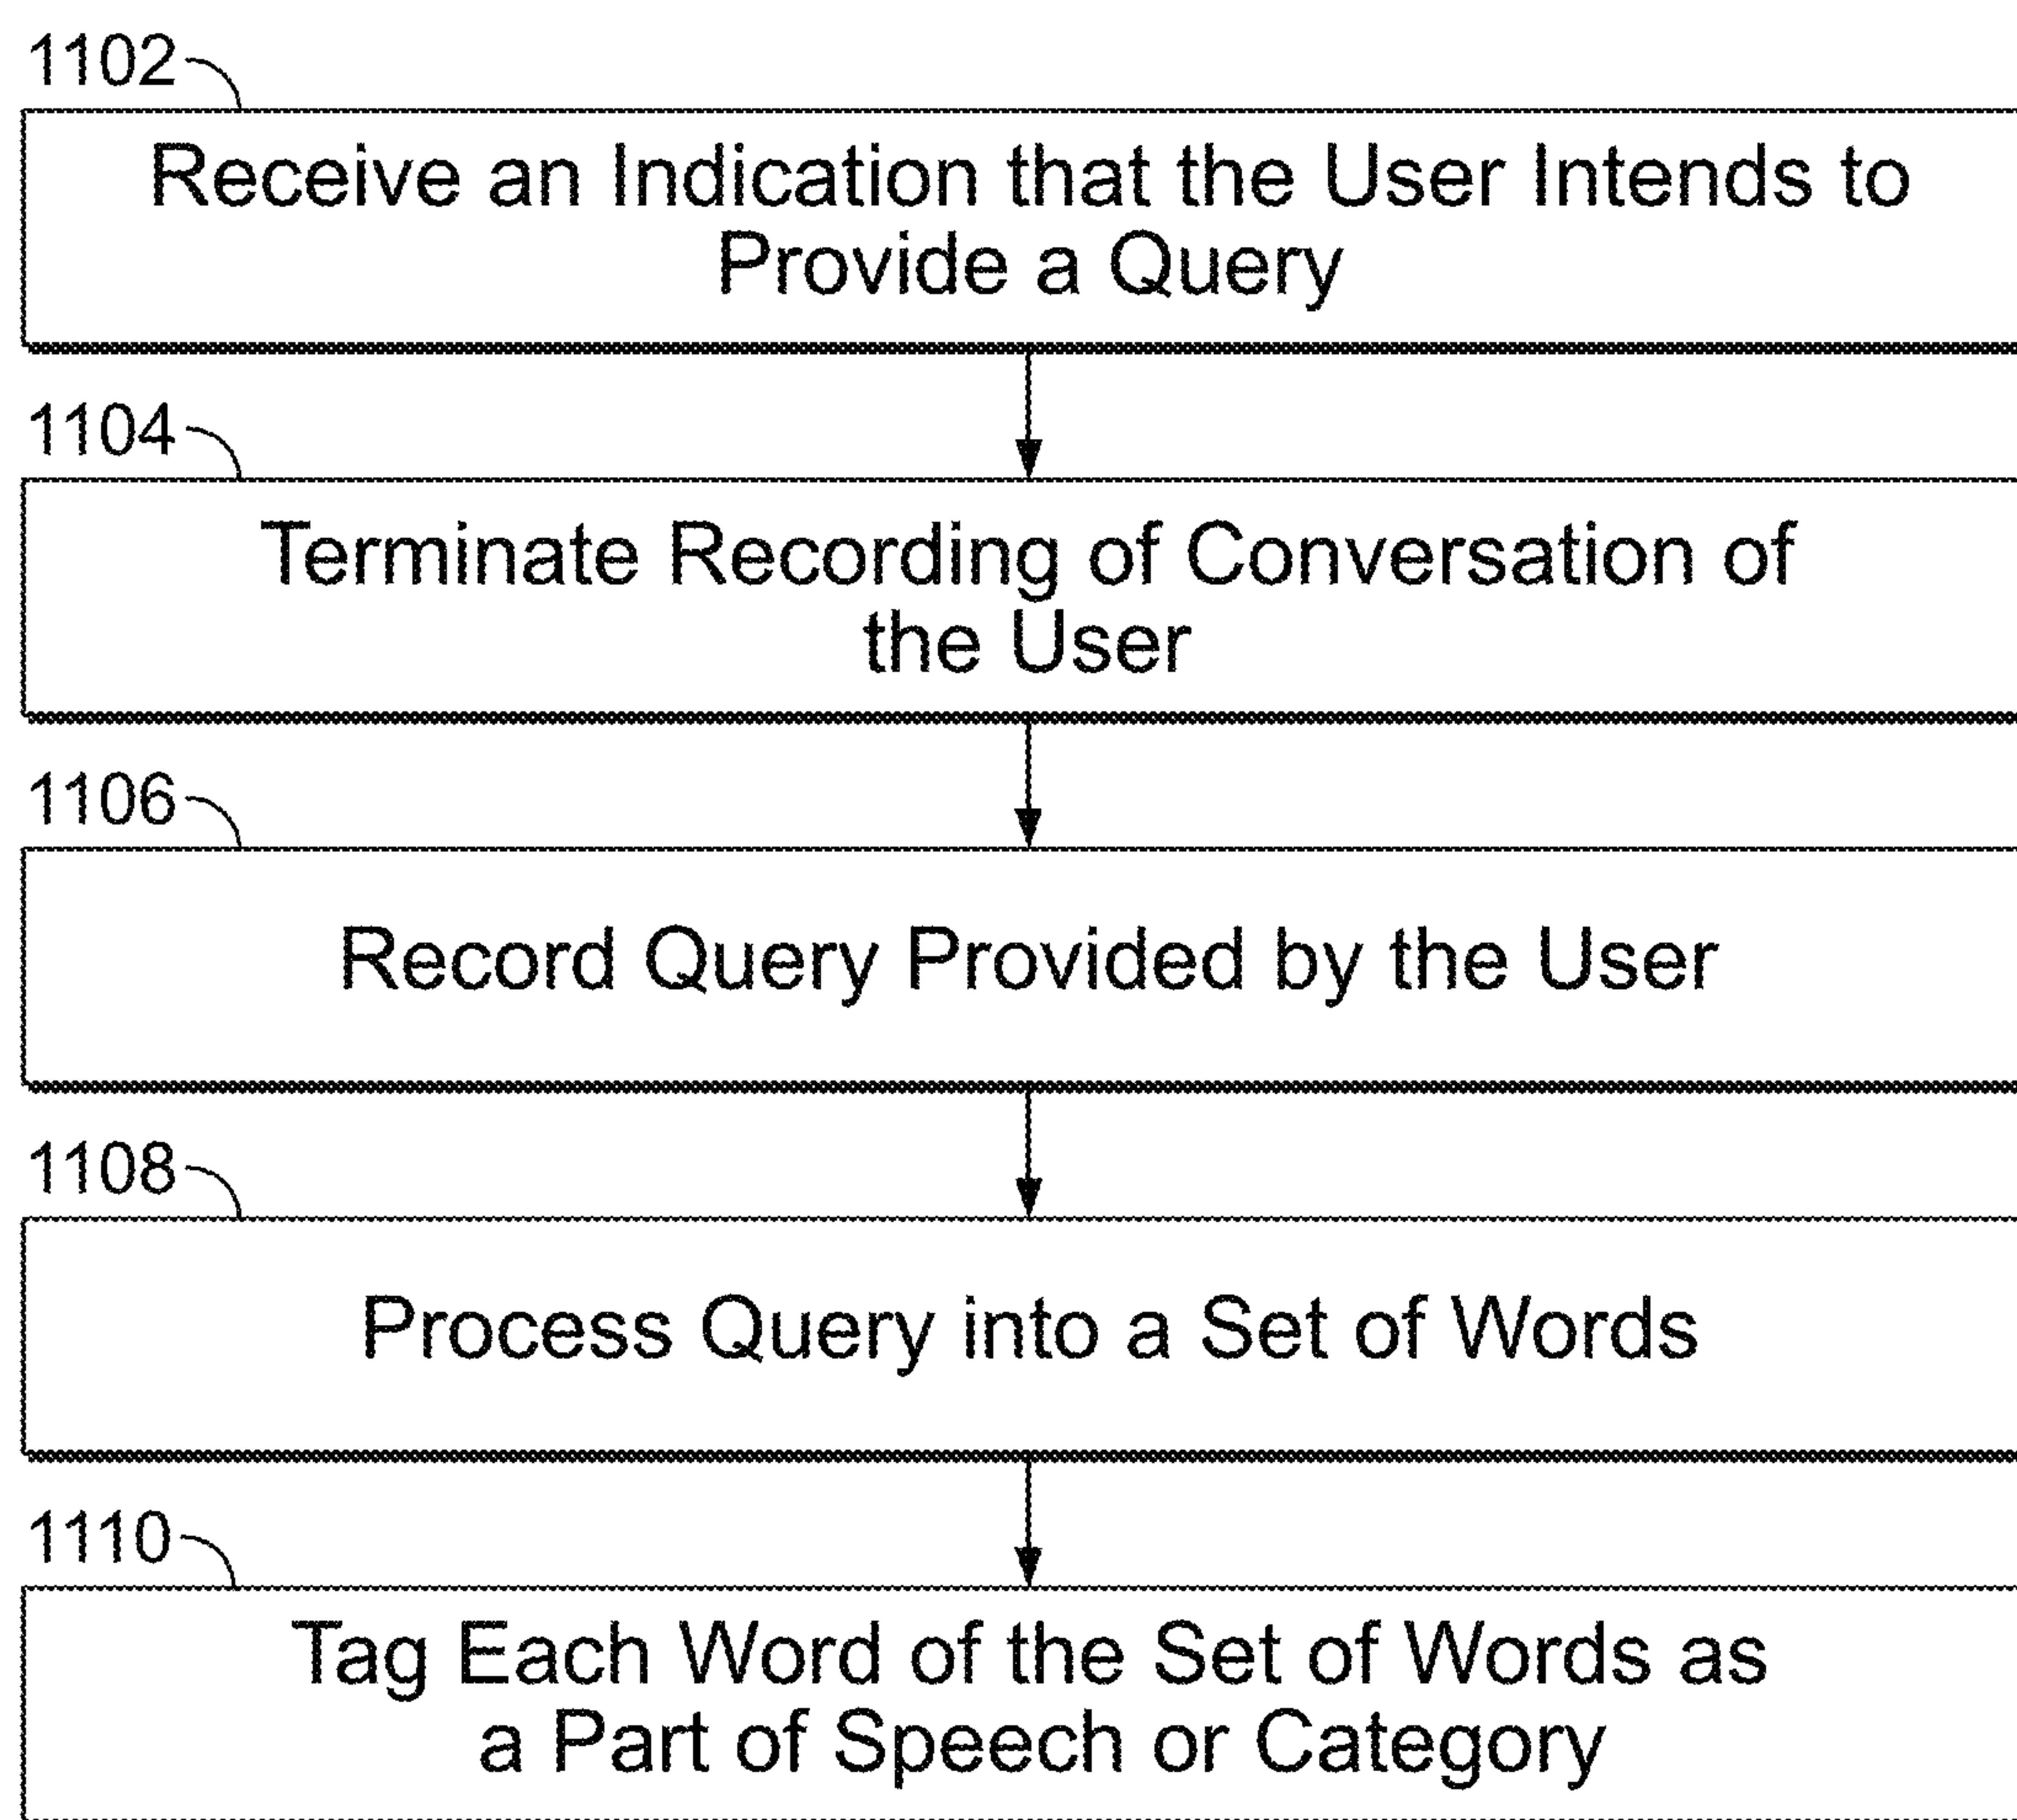 1102
Receive an Indication that the User Intends to
Provide a Query
1104
Terminate Recording of Conversation of
the User
1106
Record Query Provided by the User
1108
Process Query into a Set of Words
1110
Tag Each Word of the Set of Words as
a Part of Speech or Category